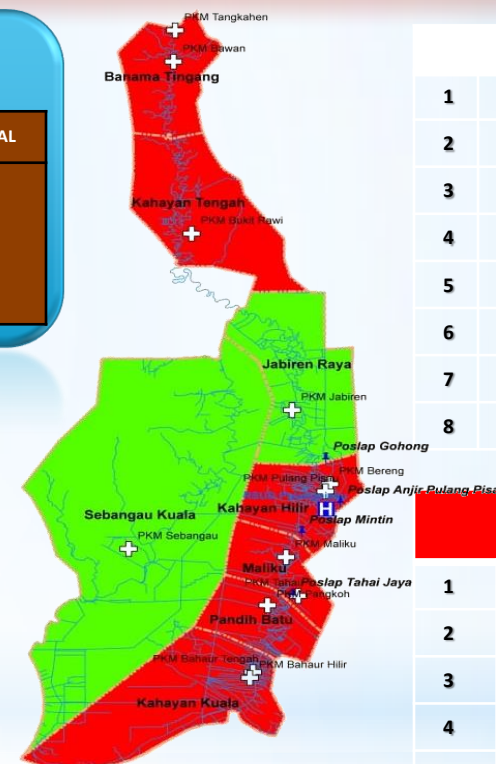 AL
PKM Tangkahen
PKM Bawan
Banama Tingang
Kahayan Tengah
PKM Bukit Rawi
Jabiren Raya
PKM Jabiren
Poslap Gohong
PKM Bereng
PKM Pulang Pisau
Poslap Anjir Pulang Pisa
Kahayan Hilir
H
Poslap Mintin
Sebangau Kuala
PKM Sebangau
PKM Maliku
Maliku
PKM Tahai
Poslap Tahai Jaya
PKM Pangkoh
Pandih Batu
PKM Bahaur Tengah
PKM Bahaur Hilir
Kahayan Kuala
1
2
3
4
5
6
7
8
1
2
3
4